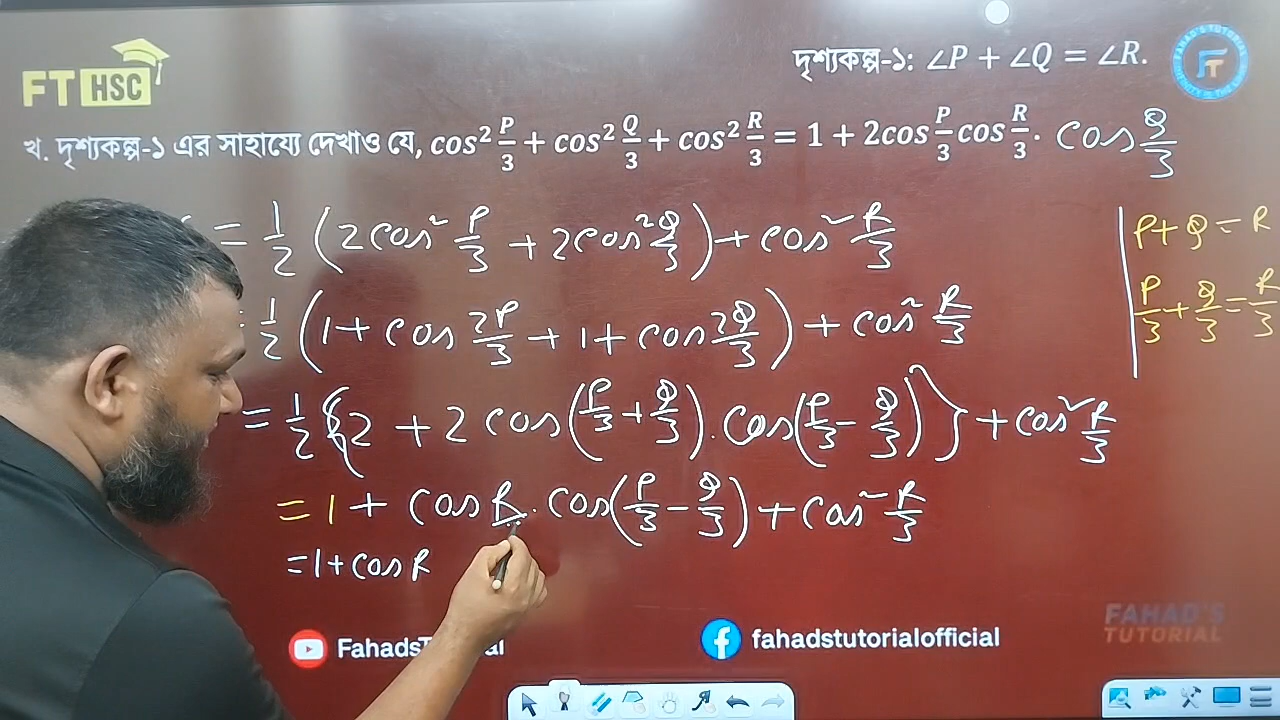 FT HSC
দৃশ্যকল্প-১: ∠P + ∠Q = ∠R.
খ. দৃশ্যকল্প-১ এর সাহায্যে দেখাও যে, cos² P/3 + cos² Q/3 + cos² R/3 = 1 + 2cos P/3 cos R/3. cos Q/3
= 1/2 (2cos² P/3 + 2cos² Q/3) + cos² R/3
P+Q=R
= 1/2 (1 + cos 2P/3 + 1 + cos 2Q/3) + cos² R/3
P/3 + Q/3 = R/3
= 1/2 {2 + 2 cos(P/3 + Q/3) . cos(P/3 - Q/3)} + cos² R/3
= 1 + cos R . cos(P/3 - Q/3) + cos² R/3
= 1 + cos R
FAHAD'S TUTORIAL
fahadstutorialofficial